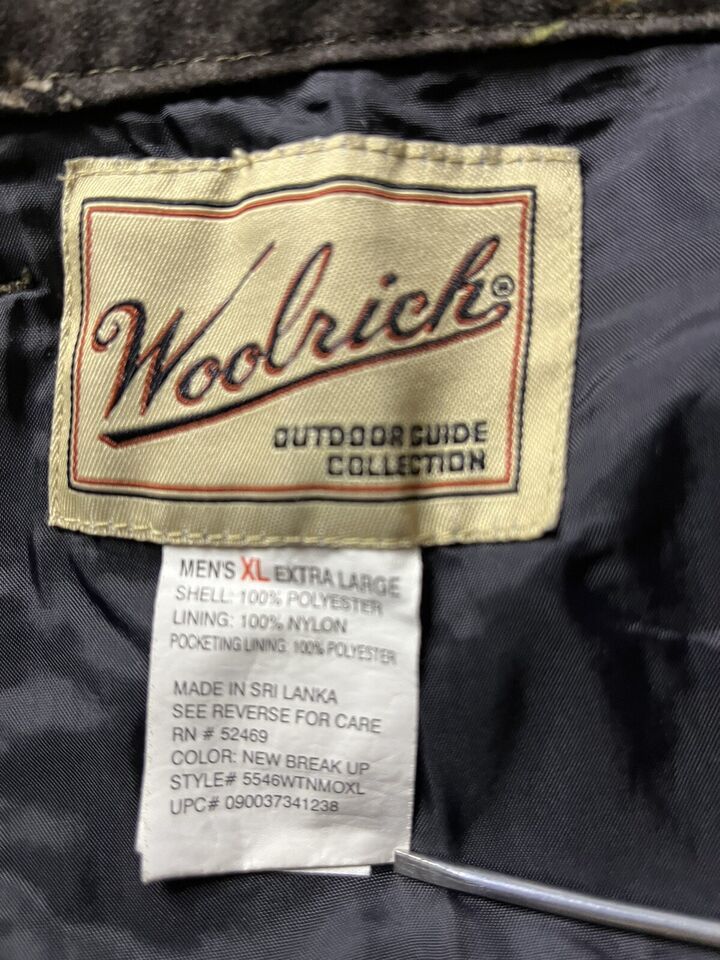 Woolrich®
OUTDOOR GUIDE
COLLECTION
MEN'S XL EXTRA LARGE
SHELL: 100% POLYESTER
LINING: 100% NYLON
POCKETING LINING: 100% POLYESTER
MADE IN SRI LANKA
SEE REVERSE FOR CARE
RN # 52469
COLOR: NEW BREAK UP
STYLE# 5546WTNMOXL
UPC# 090037341238